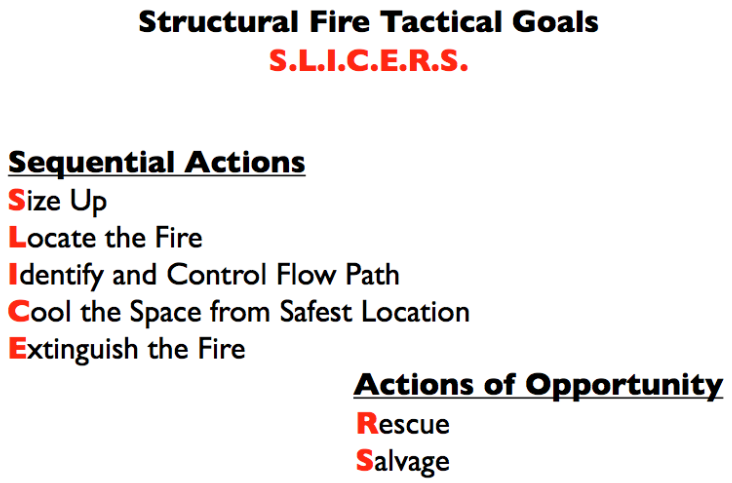 Structural Fire Tactical Goals
S.L.I.C.E.R.S.
Sequential Actions
Size Up
Locate the Fire
Identify and Control Flow Path
Cool the Space from Safest Location
Extinguish the Fire
Actions of Opportunity
Rescue
Salvage